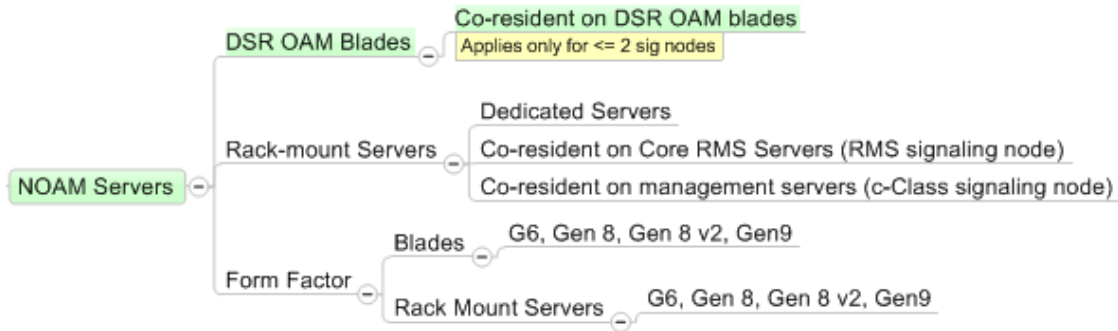 NOAM Servers
DSR OAM Blades
Co-resident on DSR OAM blades
Applies only for <= 2 sig nodes
Rack-mount Servers
Dedicated Servers
Co-resident on Core RMS Servers (RMS signaling node)
Co-resident on management servers (c-Class signaling node)
Form Factor
Blades
G6, Gen 8, Gen 8 v2, Gen9
Rack Mount Servers
G6, Gen 8, Gen 8 v2, Gen9